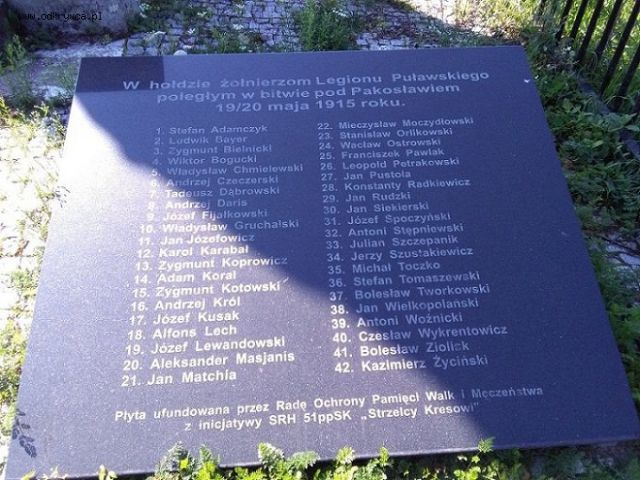 www.odkrywca.pl
W hołdzie żołnierzom Legionu Puławskiego
poległym w bitwie pod Pakosławiem
19/20 maja 1915 roku.
1. Stefan Adamczyk
2. Ludwik Bayer
3. Zygmunt Bielnicki
4. Wiktor Bogucki
5. Władysław Chmielewski
6. Andrzej Czeczerski
7. Tadeusz Dąbrowski
8. Andrzej Daris
9. Józef Fijałkowski
10. Władysław Gruchalski
11. Jan Józefowicz
12. Karol Karabal
13. Zygmunt Koprowicz
14. Adam Koral
15. Zygmunt Kotowski
16. Andrzej Król
17. Józef Kusak
18. Alfons Lech
19. Józef Lewandowski
20. Aleksander Masjanis
21. Jan Matchia
22. Mieczysław Moczydłowski
23. Stanisław Orlikowski
24. Wacław Ostrowski
25. Franciszek Pawlak
26. Leopold Petrakowski
27. Jan Pustoła
28. Konstanty Radkiewicz
29. Jan Rudzki
30. Jan Siekierski
31. Józef Spoczyński
32. Antoni Stępniewski
33. Julian Szczepanik
34. Jerzy Szustakiewicz
35. Michał Toczko
36. Stefan Tomaszewski
37. Bolesław Tworkowski
38. Jan Wielkopolański
39. Antoni Woźnicki
40. Czesław Wykrentowicz
41. Bolesław Ziolisk
42. Kazimierz Życiński
Płyta ufundowana przez Radę Ochrony Pamięci Walk i Męczeństwa
z inicjatywy SRH 51ppSK „Strzelcy Kresowi"